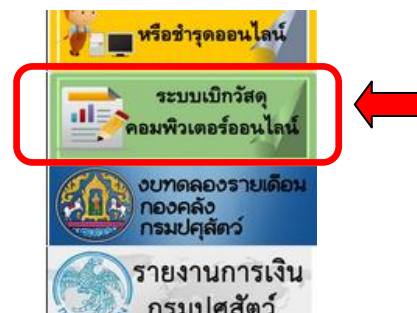 หรือชำรุดออนไลน์
ระบบเบิกวัสดุ
คอมพิวเตอร์ออนไลน์
งบทดลองรายเดือน
กองคลัง
กรมปศุสัตว์
รายงานการเงิน
กรมปศุสัตว์